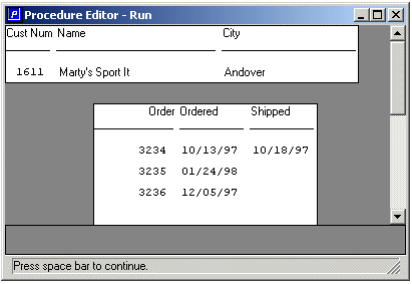 Procedure Editor - Run
Cust Num Name City
1611 Marty's Sport It Andover
Order Ordered Shipped
3234 10/13/97 10/18/97
3235 01/24/98
3236 12/05/97
Press space bar to continue.